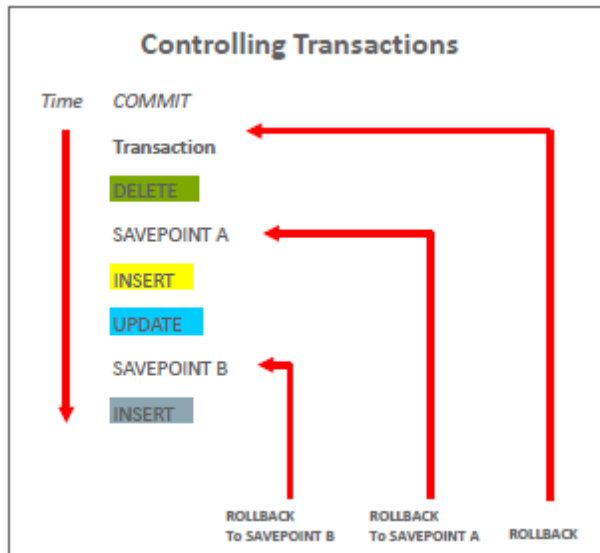 Controlling Transactions
Time COMMIT
Transaction
DELETE
SAVEPOINT A
INSERT
UPDATE
SAVEPOINT B
INSERT
ROLLBACK
To SAVEPOINT B
ROLLBACK
To SAVEPOINT A
ROLLBACK